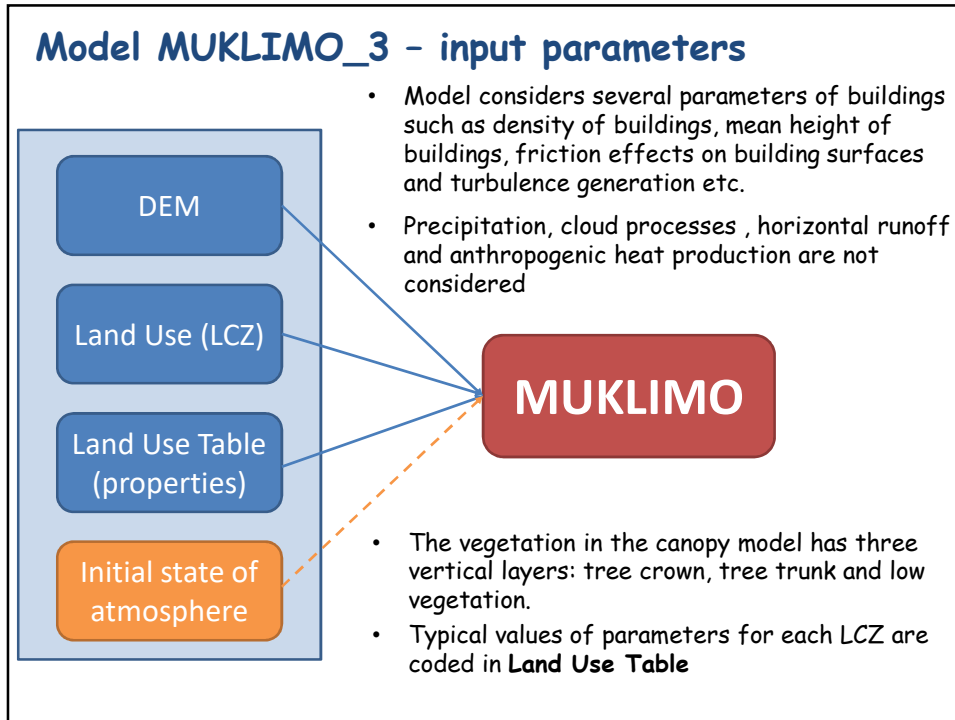 Model MUKLIMO_3 – input parameters
• Model considers several parameters of buildings
such as density of buildings, mean height of
buildings, friction effects on building surfaces
and turbulence generation etc.
• Precipitation, cloud processes , horizontal runoff
and anthropogenic heat production are not
considered
DEM
Land Use (LCZ)
Land Use Table
(properties)
Initial state of
atmosphere
MUKLIMO
• The vegetation in the canopy model has three
vertical layers: tree crown, tree trunk and low
vegetation.
• Typical values of parameters for each LCZ are
coded in Land Use Table